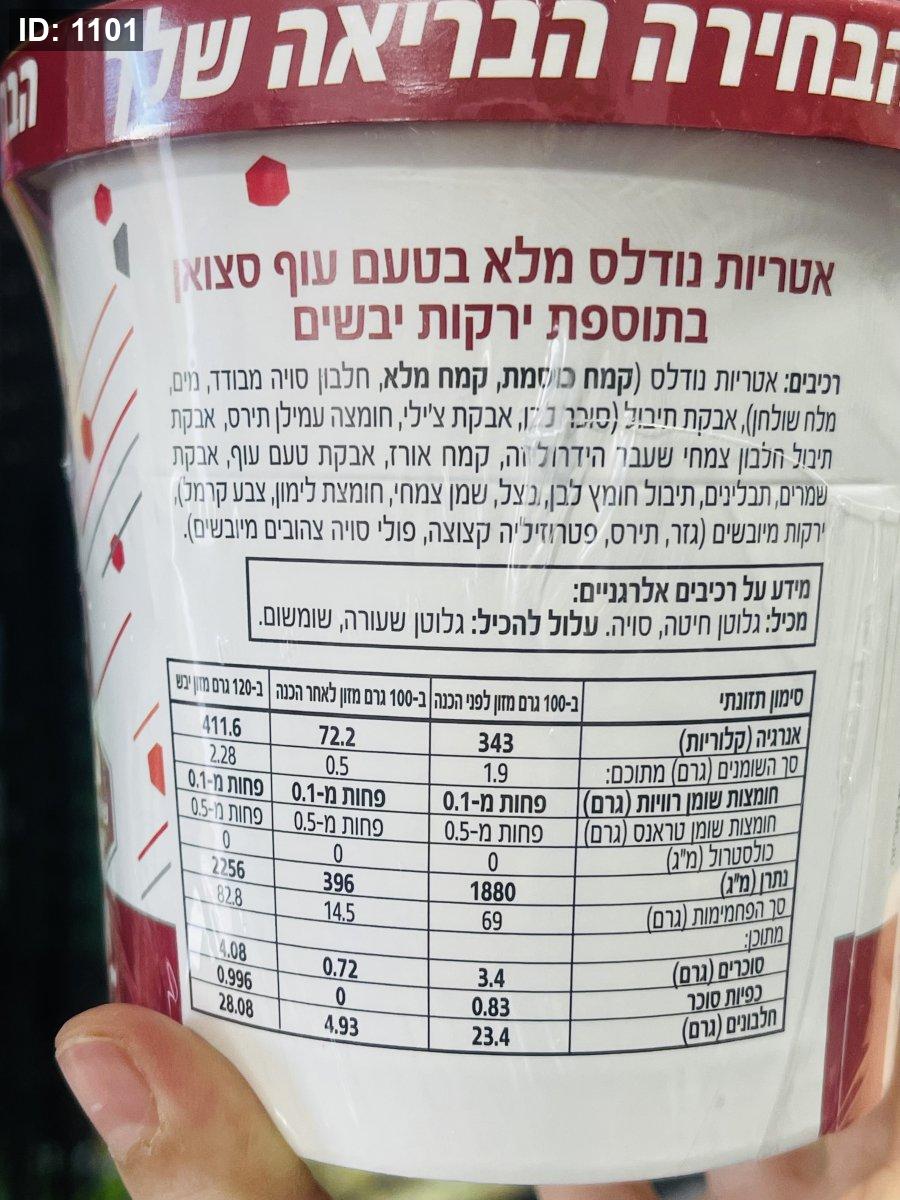 ID: 1101
הבחירה הבריאה שלך
אטריות נודלס מלא בטעם עוף סצואן
בתוספת ירקות יבשים
רכיבים: אטריות נודלס (קמח כוסמת, קמח מלא, חלבון סויה מבודד, מים,
מלח שולחן), אבקת תיבול (סוכר לבן, אבקת צ'ילי, חומצה עמילן תירס, אבקת
תיבול חלבון צמחי שעבר הידרוליזה, קמח אורז, אבקת טעם עוף, אבקת
שמרים, תבלינים, תיבול חומץ לבן, בצל, שמן צמחי, חומצת לימון, צבע קרמל),
ירקות מיובשים (גזר, תירס, פטרוזיליה קצוצה, פולי סויה צהובים מיובשים).
מידע על רכיבים אלרגניים:
מכיל: גלוטן חיטה, סויה. עלול להכיל: גלוטן שעורה, שומשום.
סימון תזונתי ב-100 גרם מזון לפני הכנה ב-100 גרם מזון לאחר הכנה ב-120 גרם מזון יבש
אנרגיה (קלוריות) 343 72.2 411.6
סך השומנים (גרם) מתוכם: 1.9 0.5 2.28
חומצות שומן רוויות (גרם) פחות מ-0.1 פחות מ-0.1 פחות מ-0.1
חומצות שומן טראנס (גרם) פחות מ-0.5 פחות מ-0.5 פחות מ-0.5
כולסטרול (מ"ג) 0 0 0
נתרן (מ"ג) 1880 396 2256
סך הפחמימות (גרם) 69 14.5 82.8
מתוכן:
סוכרים (גרם) 3.4 0.72 4.08
כפיות סוכר 0.83 0 0.996
חלבונים (גרם) 23.4 4.93 28.08